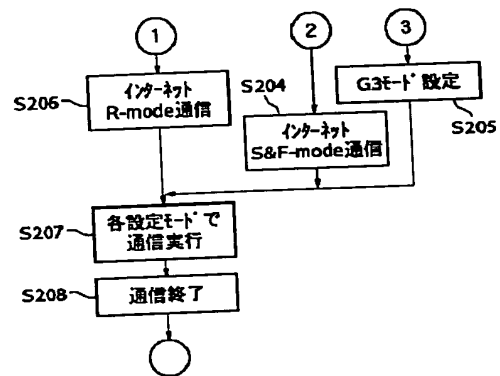 1
2
3
S206
インターネット
R-mode通信
S204
インターネット
S&F-mode通信
G3モード設定
S205
S207
各設定モードで
通信実行
S208
通信終了